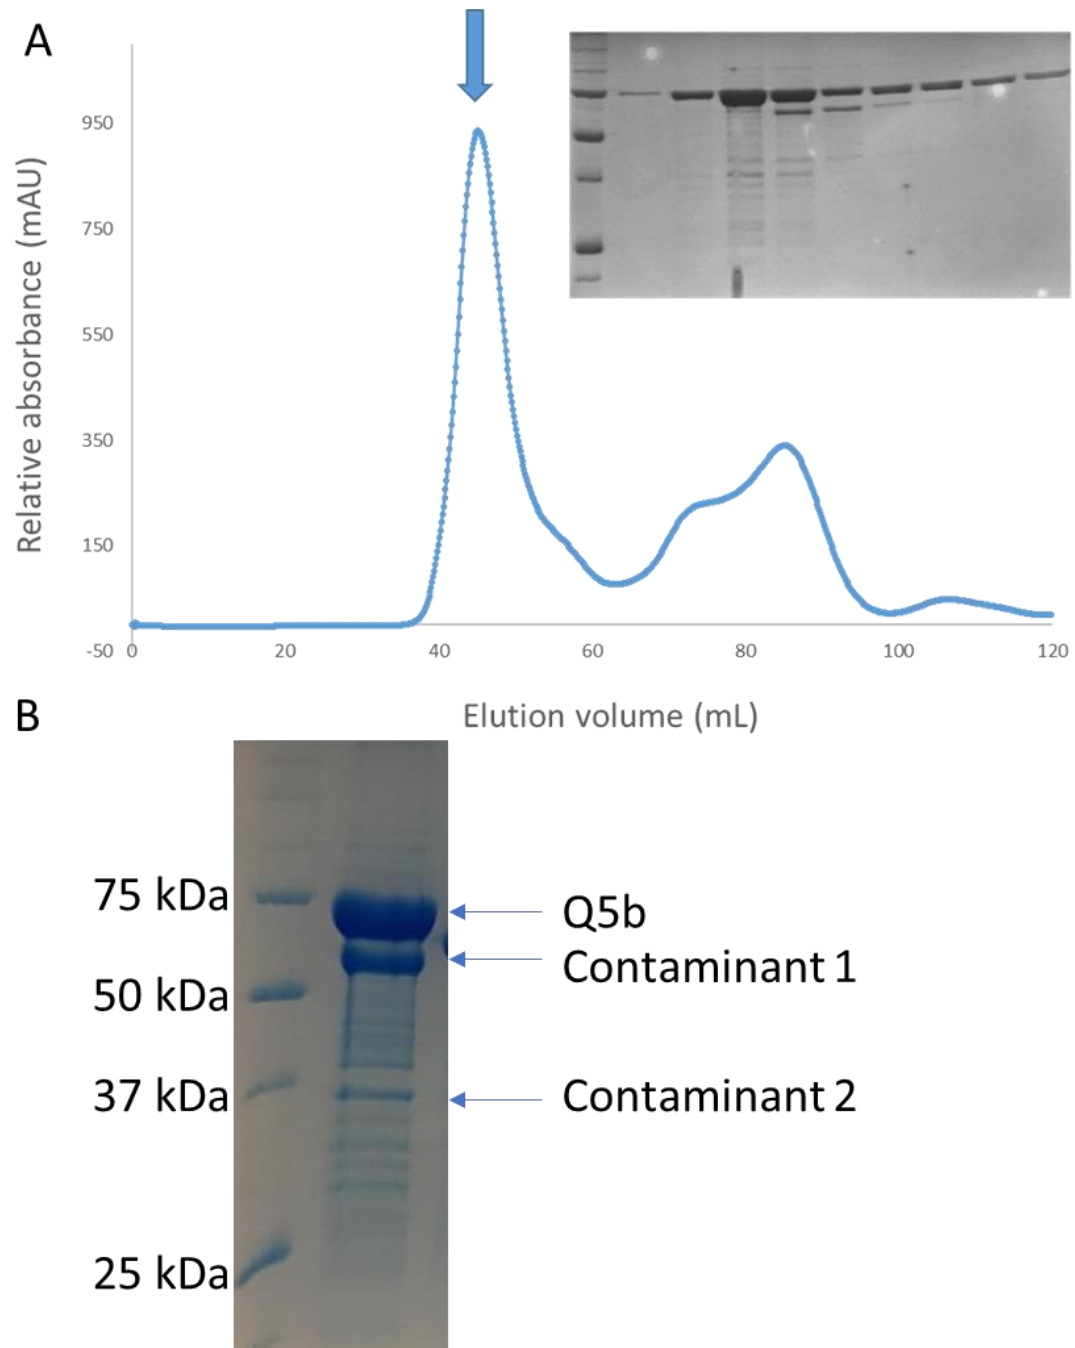 A
Relative absorbance (mAU)
950
750
550
350
150
-50
0
20
40
60
80
100
120
Elution volume (mL)
B
75 kDa
Q5b
Contaminant 1
50 kDa
37 kDa
Contaminant 2
25 kDa